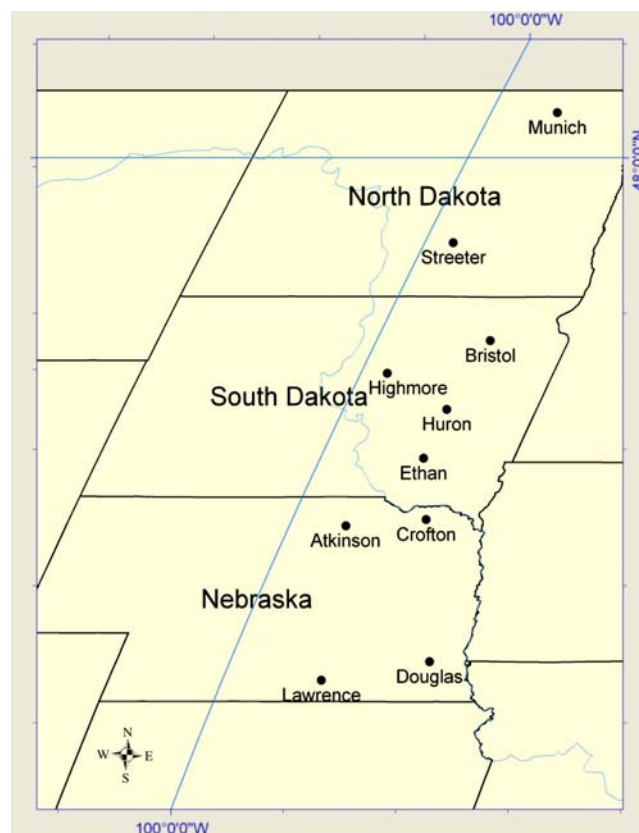 100°0'0"W
Munich
48°0'0"N
North Dakota
Streeter
Bristol
Highmore
South Dakota
Huron
Ethan
Crofton
Atkinson
Nebraska
Douglas
Lawrence
N
W E
S
100°0'0"W